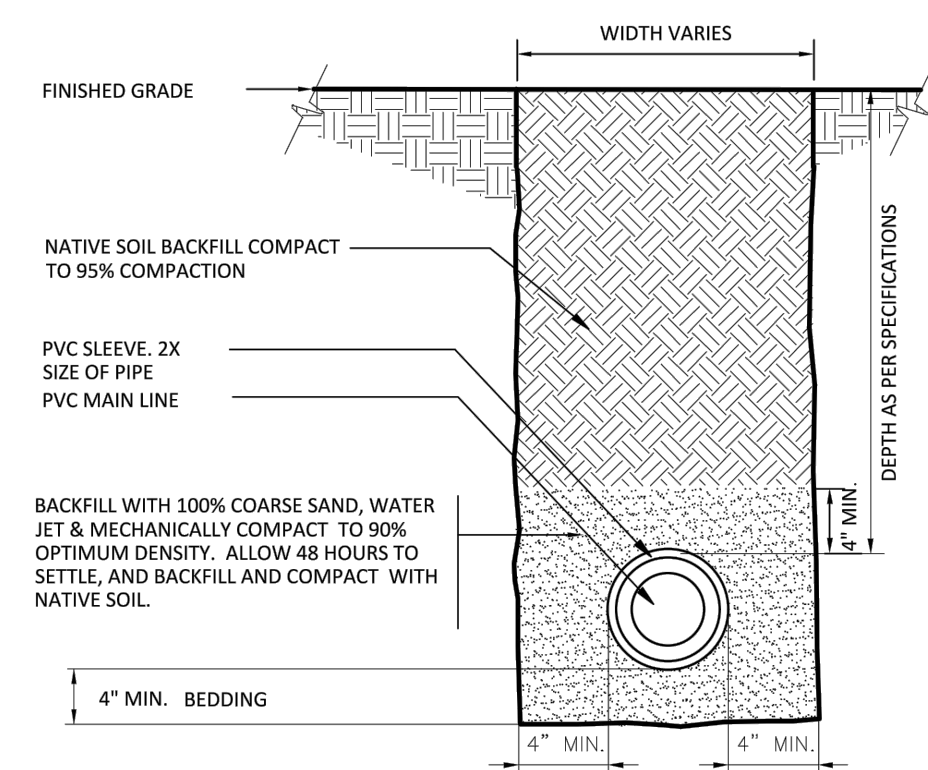 WIDTH VARIES
FINISHED GRADE
NATIVE SOIL BACKFILL COMPACT
TO 95% COMPACTION
DEPTH AS PER SPECIFICATIONS
PVC SLEEVE. 2X
SIZE OF PIPE
PVC MAIN LINE
BACKFILL WITH 100% COARSE SAND, WATER
JET & MECHANICALLY COMPACT TO 90%
OPTIMUM DENSITY. ALLOW 48 HOURS TO
SETTLE, AND BACKFILL AND COMPACT WITH
NATIVE SOIL.
4" MIN.
4" MIN. BEDDING
4" MIN.
4" MIN.